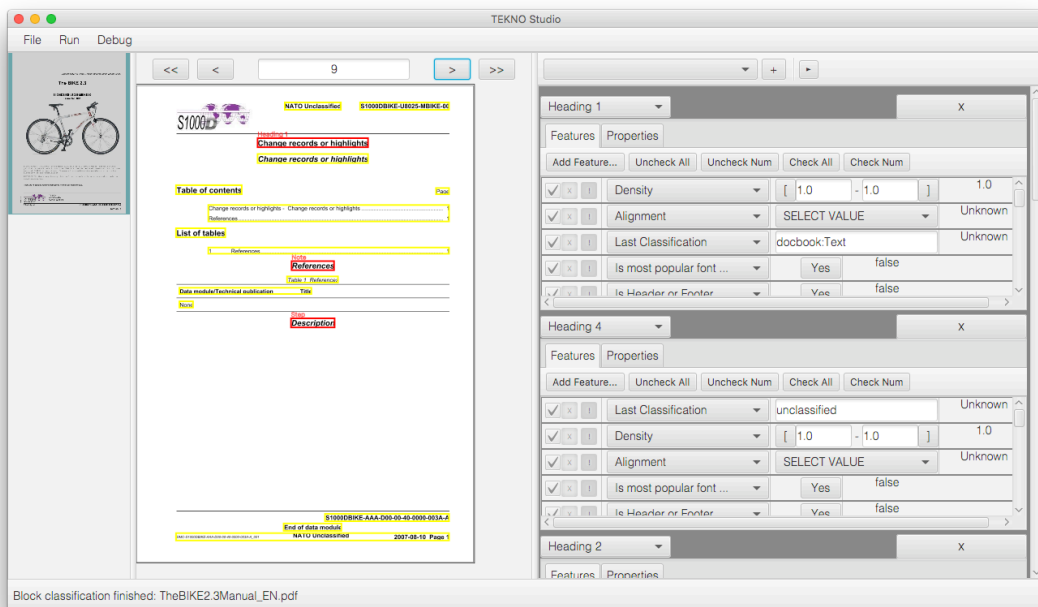 TEKNO Studio
File Run Debug
The BIKE 2.3
<< < 9 > >>
NATO Unclassified S1000DBIKE-U8025-MBIKE-00
S1000D
Heading 1
Change records or highlights
Change records or highlights
Table of contents Page
Change records or highlights - Change records or highlights 1
References 1
List of tables
1 References 1
Note
References
Table 1 References
Data module/Technical publication Title
None
Step
Description
S1000DBIKE-AAA-D00-00-40-0000-003A-A
End of data module
NATO Unclassified 2007-08-10 Page 1
+
Heading 1 X
Features Properties
Add Feature... Uncheck All Uncheck Num Check All Check Num
x ! Density [ 1.0 - 1.0 ] 1.0
x ! Alignment SELECT VALUE Unknown
x ! Last Classification docbook:Text Unknown
x ! Is most popular font ... Yes false
x ! Is Header or Footer Yes false
Heading 4 X
Features Properties
Add Feature... Uncheck All Uncheck Num Check All Check Num
x ! Last Classification unclassified Unknown
x ! Density [ 1.0 - 1.0 ] 1.0
x ! Alignment SELECT VALUE Unknown
x ! Is most popular font ... Yes false
x ! Is Header or Footer Yes false
Heading 2 X
Features Properties
Block classification finished: TheBIKE2.3Manual_EN.pdf